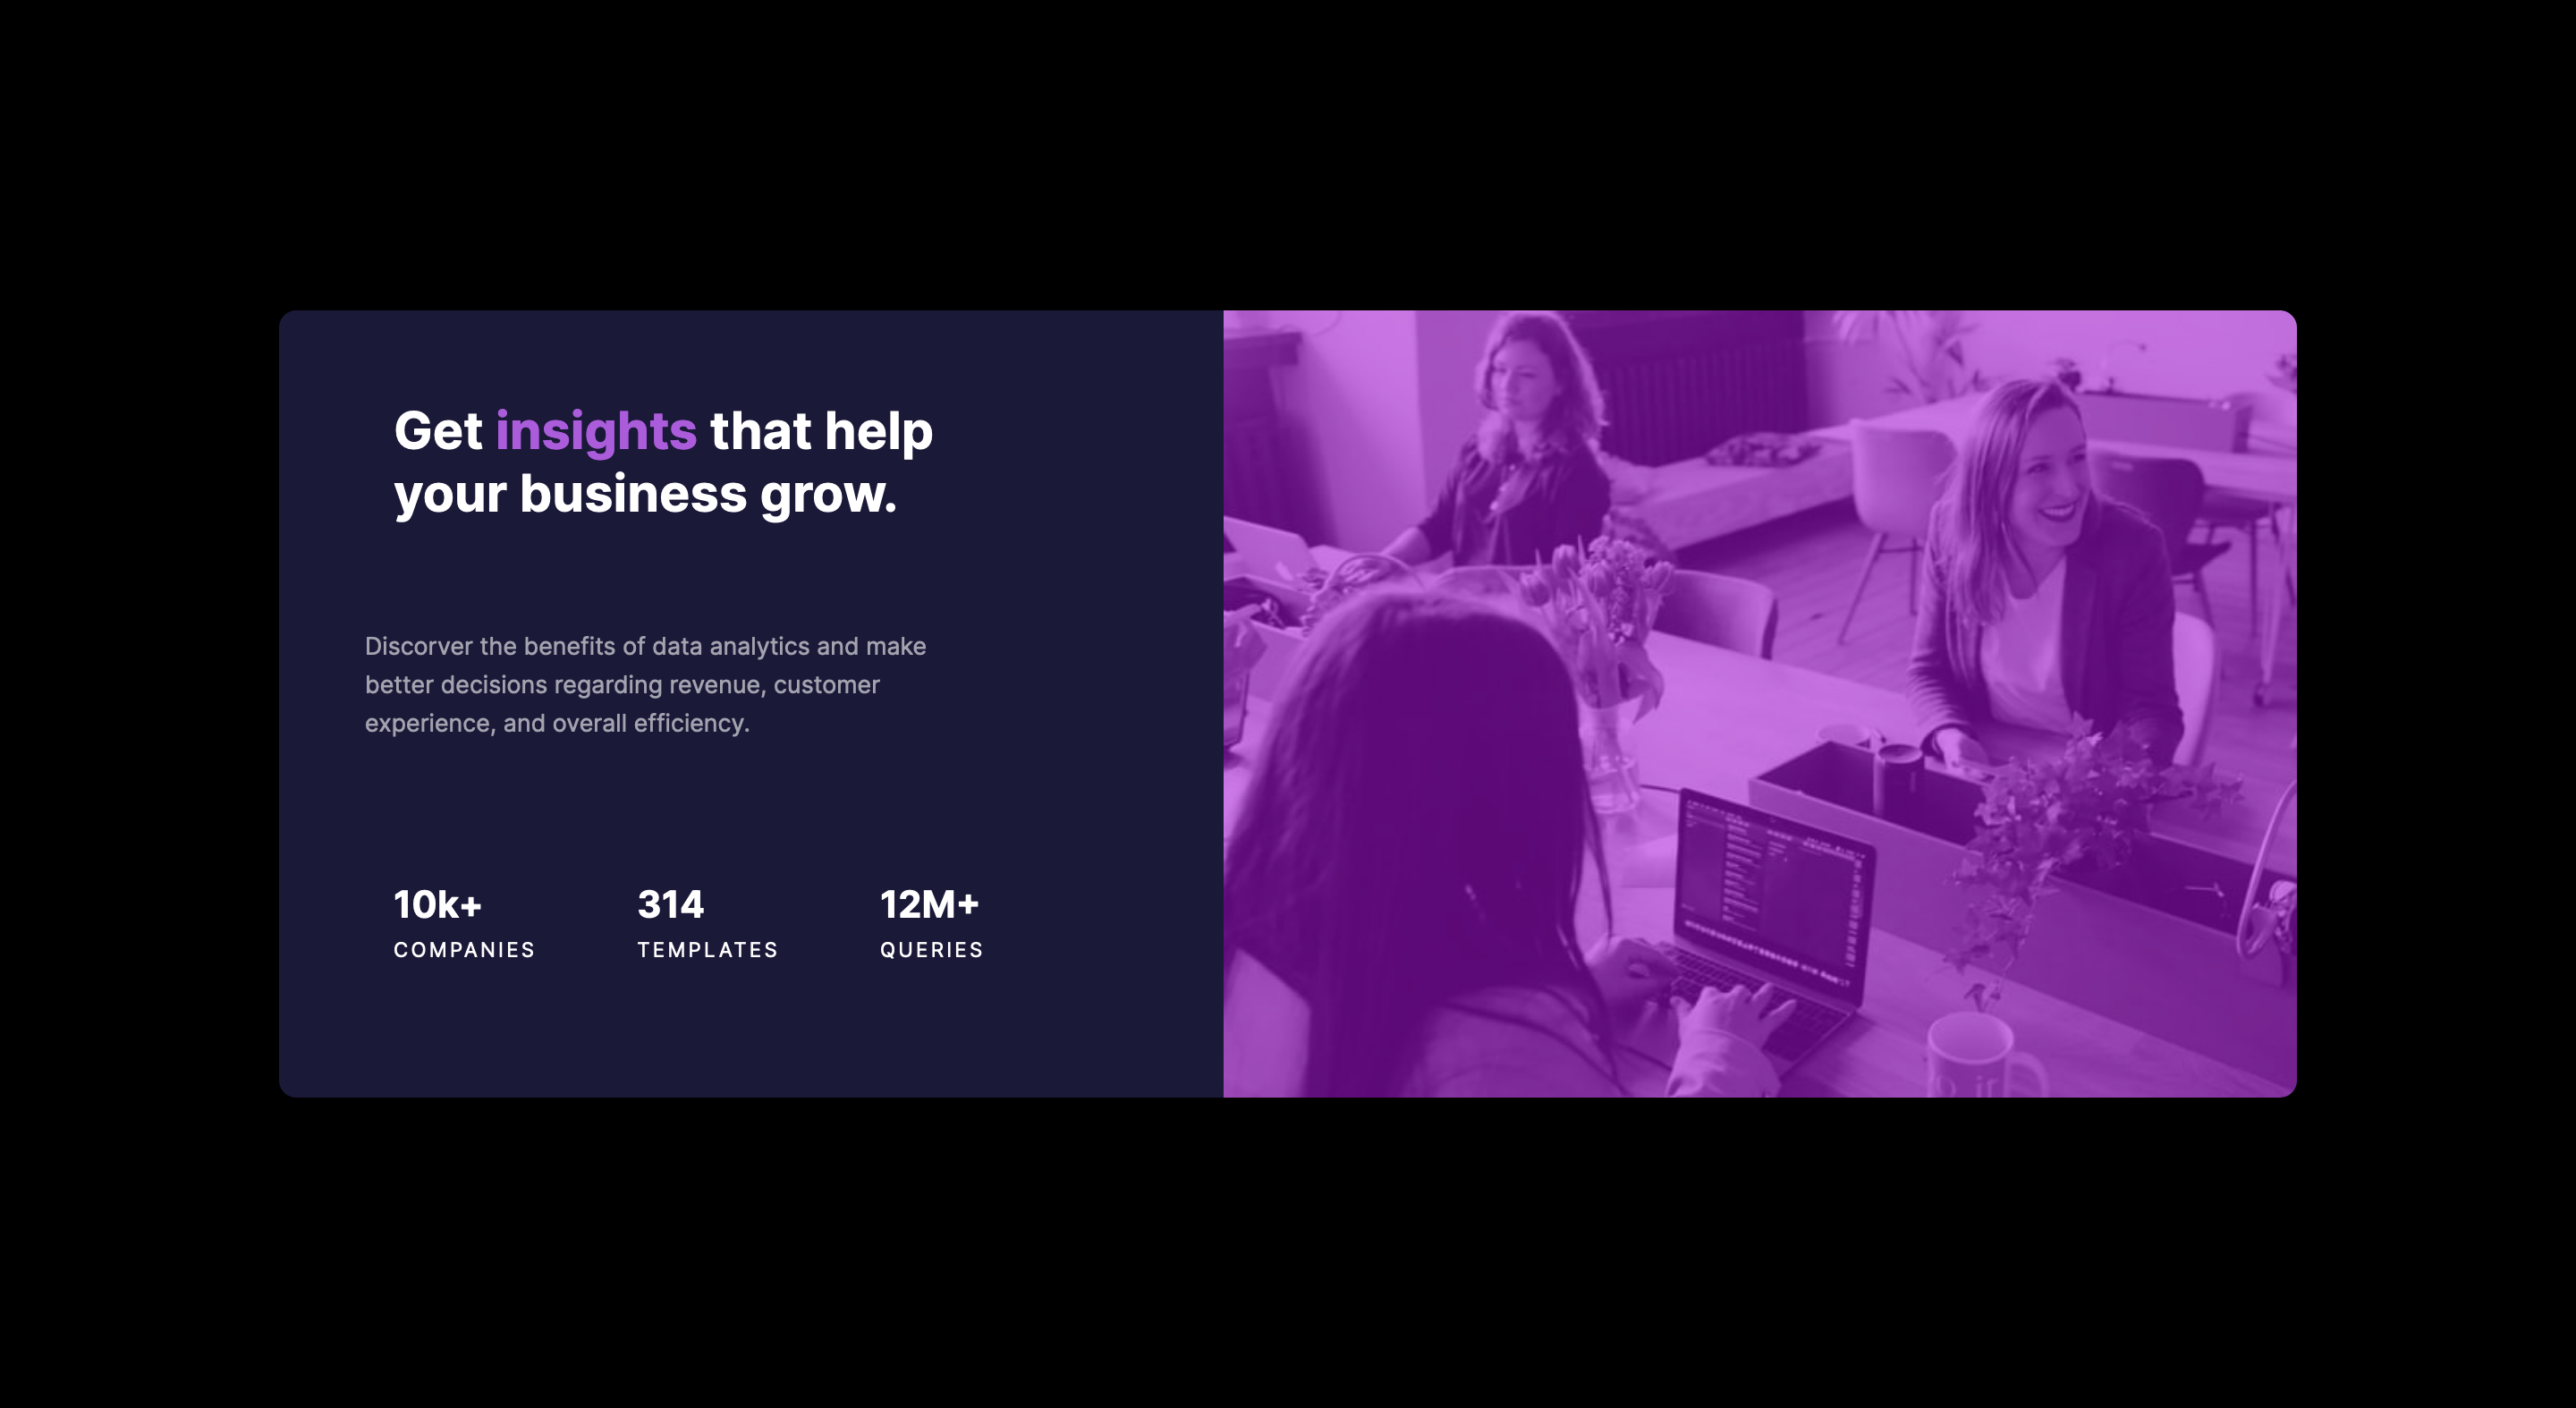 Get insights that help
your business grow.
Discorver the benefits of data analytics and make
better decisions regarding revenue, customer
experience, and overall efficiency.
10k+ 314 12M+
COMPANIES TEMPLATES QUERIES